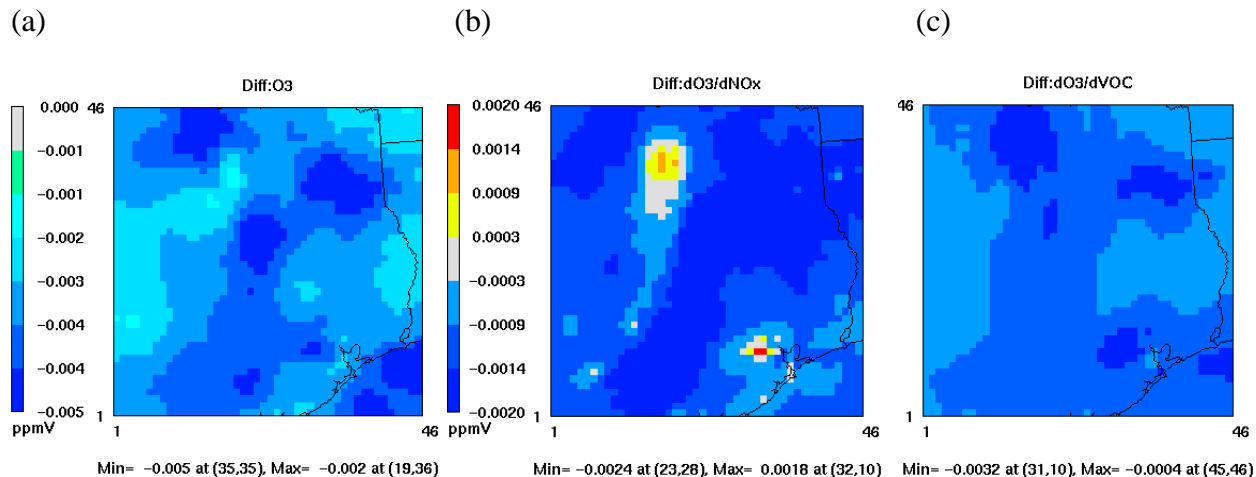 (a)
(b)
(c)
Diff:O3
Diff:dO3/dNOx
Diff:dO3/dVOC
0.000
−0.001
−0.001
−0.002
−0.003
−0.004
−0.004
−0.005
ppmV
46
1
1
46
0.0020
0.0014
0.0009
0.0003
−0.0003
−0.0009
−0.0014
−0.0020
ppmV
46
1
1
46
46
1
1
46
Min= −0.005 at (35,35), Max= −0.002 at (19,36)
Min= −0.0024 at (23,28), Max= 0.0018 at (32,10)
Min= −0.0032 at (31,10), Max= −0.0004 at (45,46)